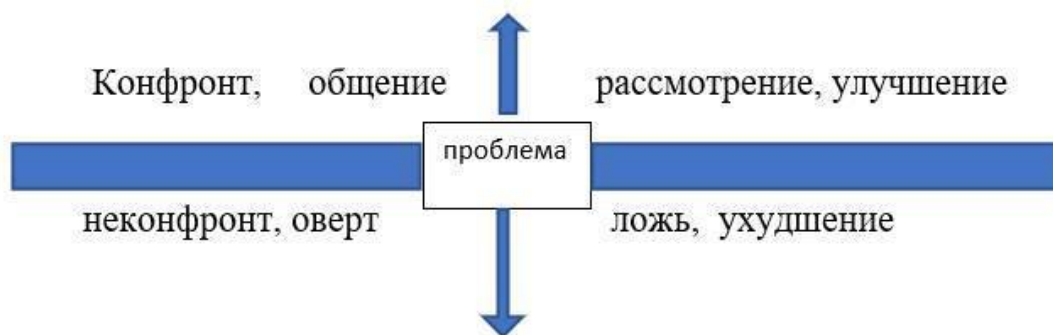 Конфронт, общение рассмотрение, улучшение
проблема
неконфронт, оверт ложь, ухудшение